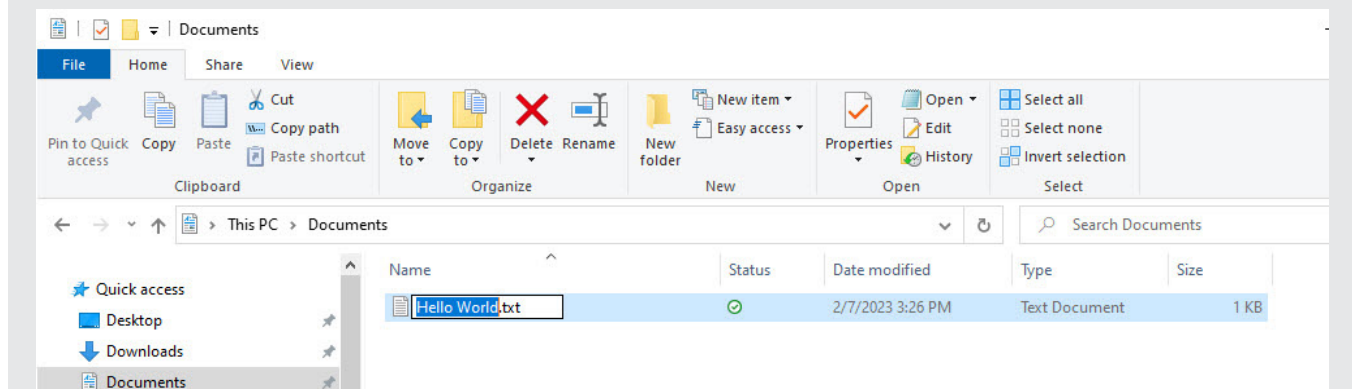 Documents
File Home Share View
Pin to Quick access
Copy
Paste
Cut
Copy path
Paste shortcut
Clipboard
Move to
Copy to
Delete
Rename
Organize
New folder
New item
Easy access
New
Properties
Open
Edit
History
Open
Select all
Select none
Invert selection
Select
This PC > Documents
Search Documents
Quick access
Desktop
Downloads
Documents
Name Status Date modified Type Size
Hello World.txt 2/7/2023 3:26 PM Text Document 1 KB